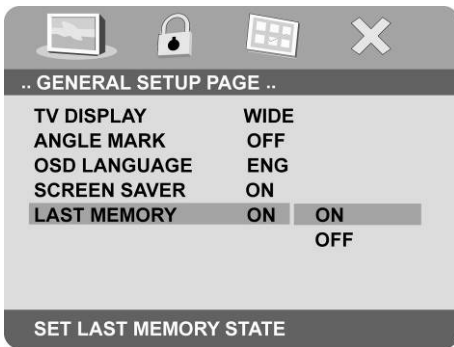 .. GENERAL SETUP PAGE ..
TV DISPLAY WIDE
ANGLE MARK OFF
OSD LANGUAGE ENG
SCREEN SAVER ON
LAST MEMORY ON ON
OFF
SET LAST MEMORY STATE